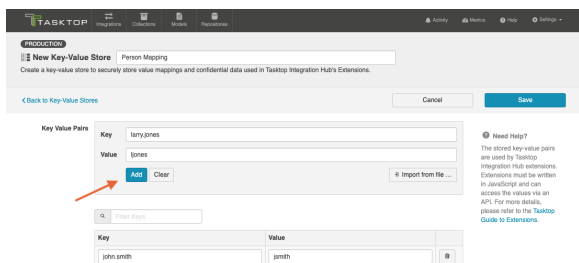 TASKTOP
Integrations
Collections
Models
Repositories
Activity
Metrics
Help
Settings
PRODUCTION
New Key-Value Store
Person Mapping
Create a key-value store to securely store value mappings and confidential data used in Tasktop Integration Hub's Extensions.
Back to Key-Value Stores
Cancel
Save
Key Value Pairs
Key
larry.jones
Value
ljones
Add
Clear
Import from file ...
Filter Keys
Key
Value
john.smith
jsmith
Need Help?
The stored key-value pairs
are used by Tasktop
Integration Hub extensions.
Extensions must be written
in JavaScript and can
access the values via an
API. For more details,
please refer to the Tasktop
Guide to Extensions.